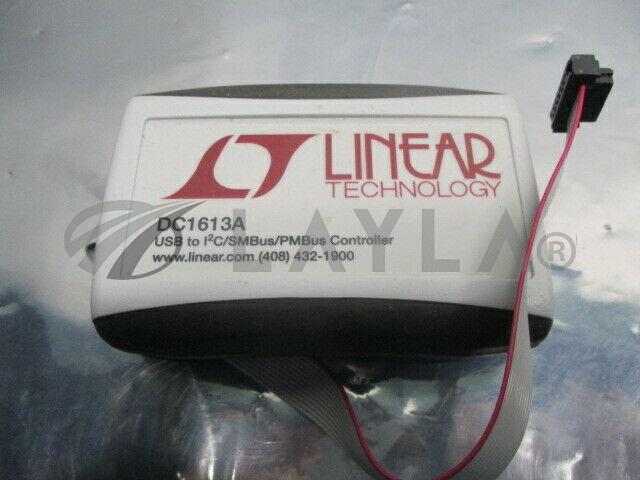 LINEAR
TECHNOLOGY
DC1613A
USB to I²C/SMBus/PMBus Controller
www.linear.com (408) 432-1900
LAYLA®